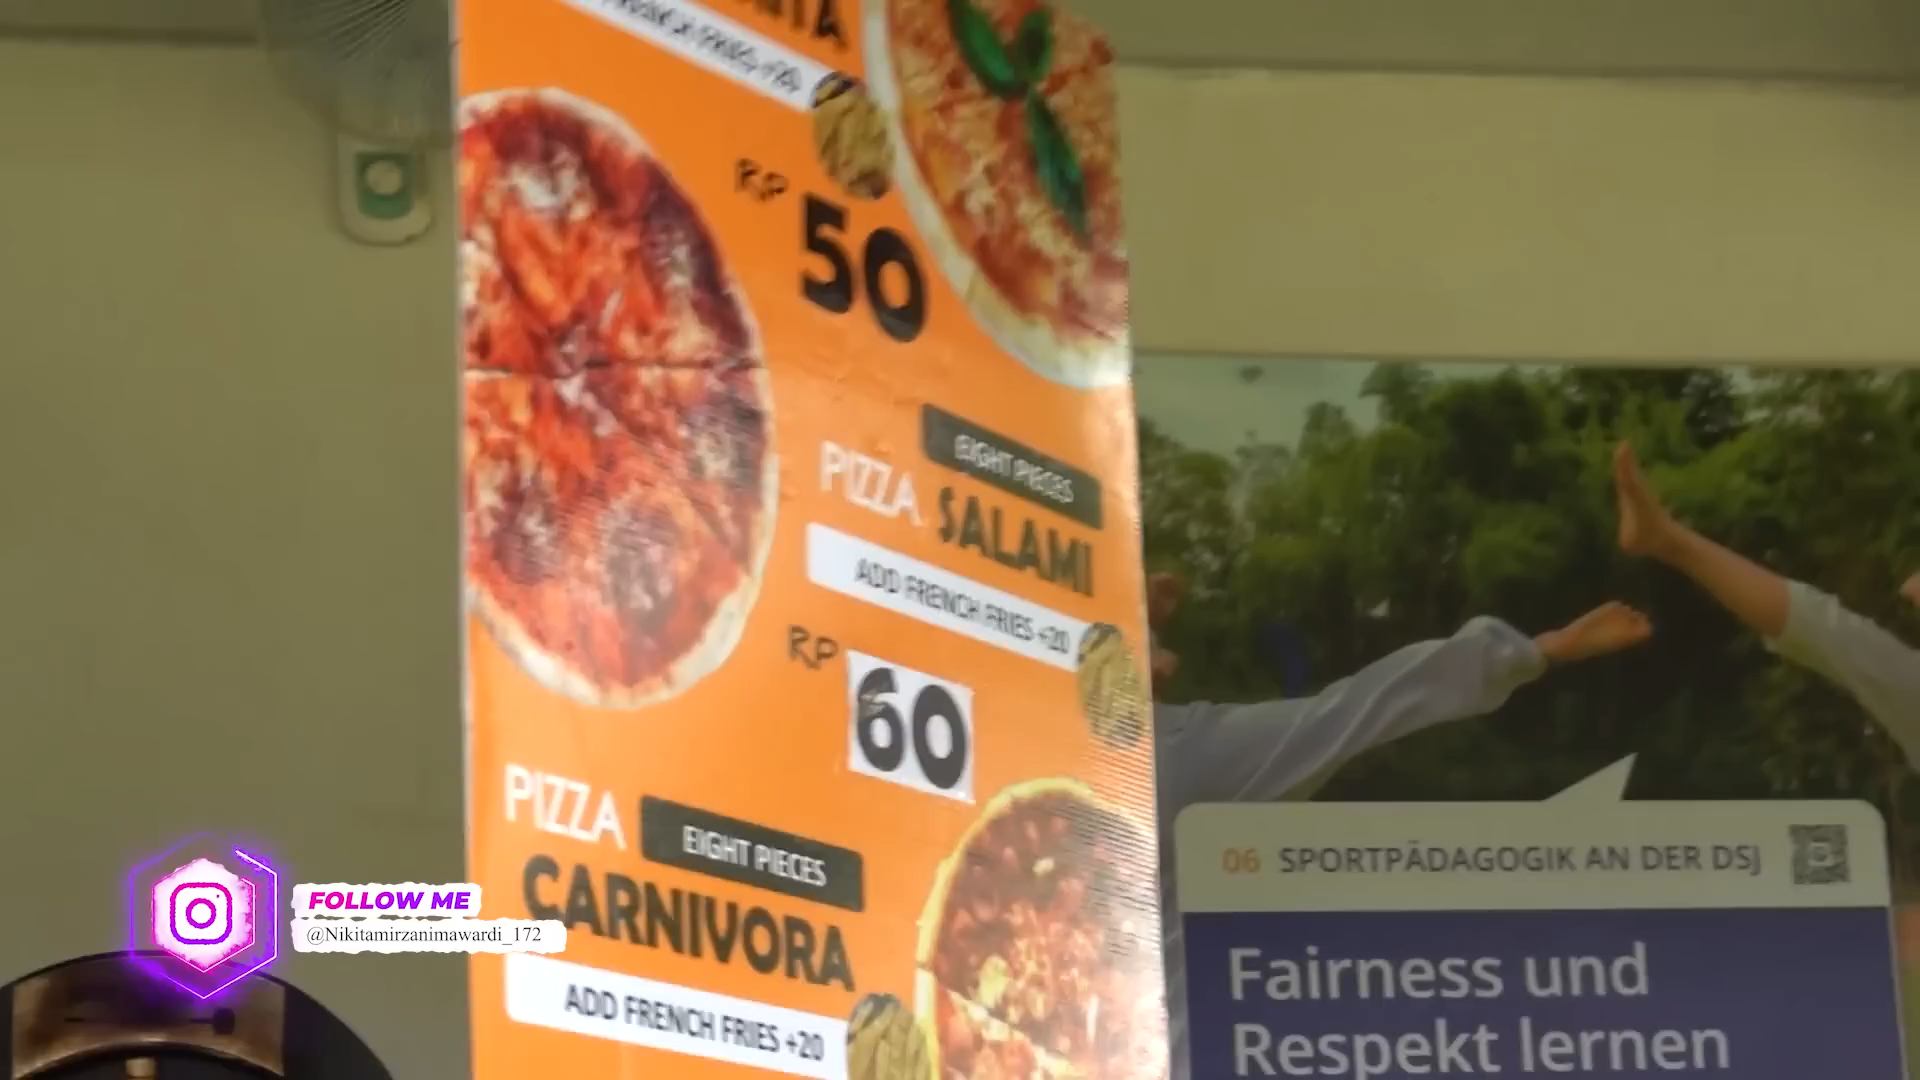 RP
50
EIGHT PIECES
PIZZA SALAMI
ADD FRENCH FRIES +20
RP
60
PIZZA
EIGHT PIECES
CARNIVORA
ADD FRENCH FRIES +20
06 SPORTPÄDAGOGIK AN DER DSJ
Fairness und
Respekt lernen
FOLLOW ME
@Nikitamirzanimawardi_172